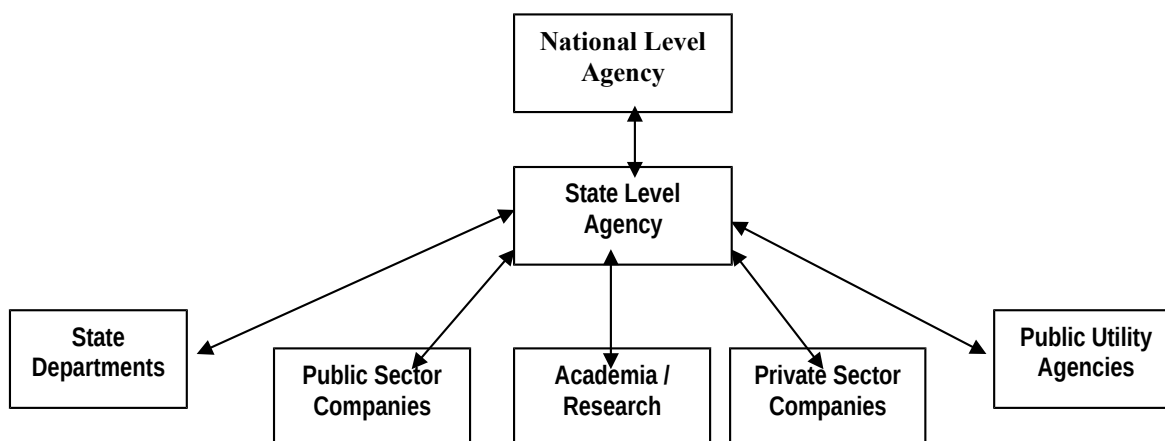 National Level
Agency
State Level
Agency
State
Departments
Public Sector
Companies
Academia /
Research
Private Sector
Companies
Public Utility
Agencies